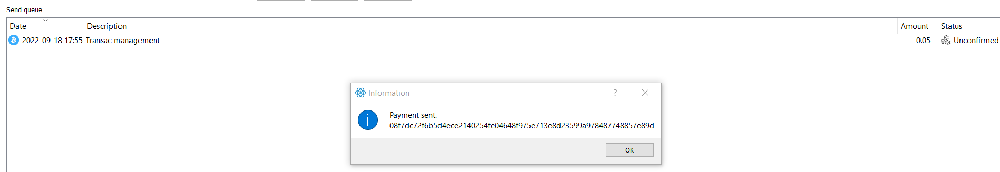 Send queue
Date Description Amount Status
2022-09-18 17:55 Transac management 0.05 Unconfirmed
Information ?
Payment sent.
08f7dc72f6b5d4ece2140254fe04648f975e713e8d23599a978487748857e89d
OK